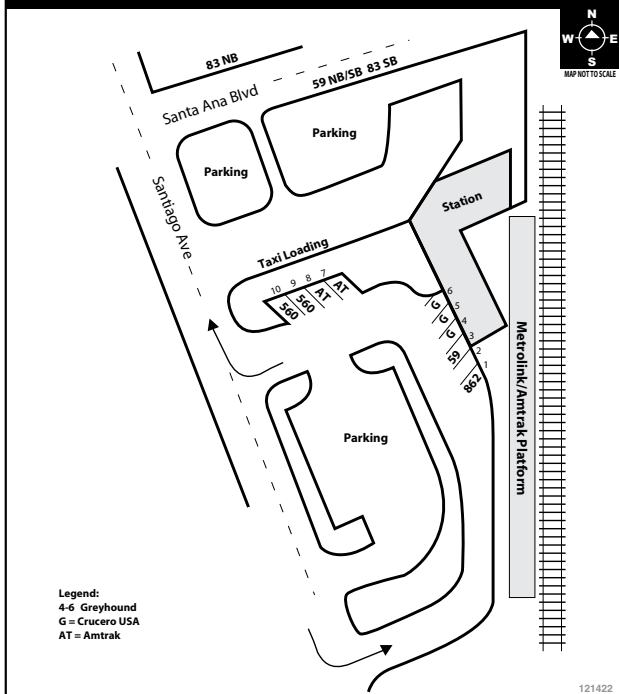 N
W E
S
MAP NOT TO SCALE
83 NB
59 NB/SB 83 SB
Santa Ana Blvd
Parking
Parking
Station
Santiago Ave
Taxi Loading
10 9 8 7
560 560 AT AT
6
G
5
G
4
G
3
59
2
862
1
Metrolink/Amtrak Platform
Parking
Legend:
4-6 Greyhound
G = Crucero USA
AT = Amtrak
121422